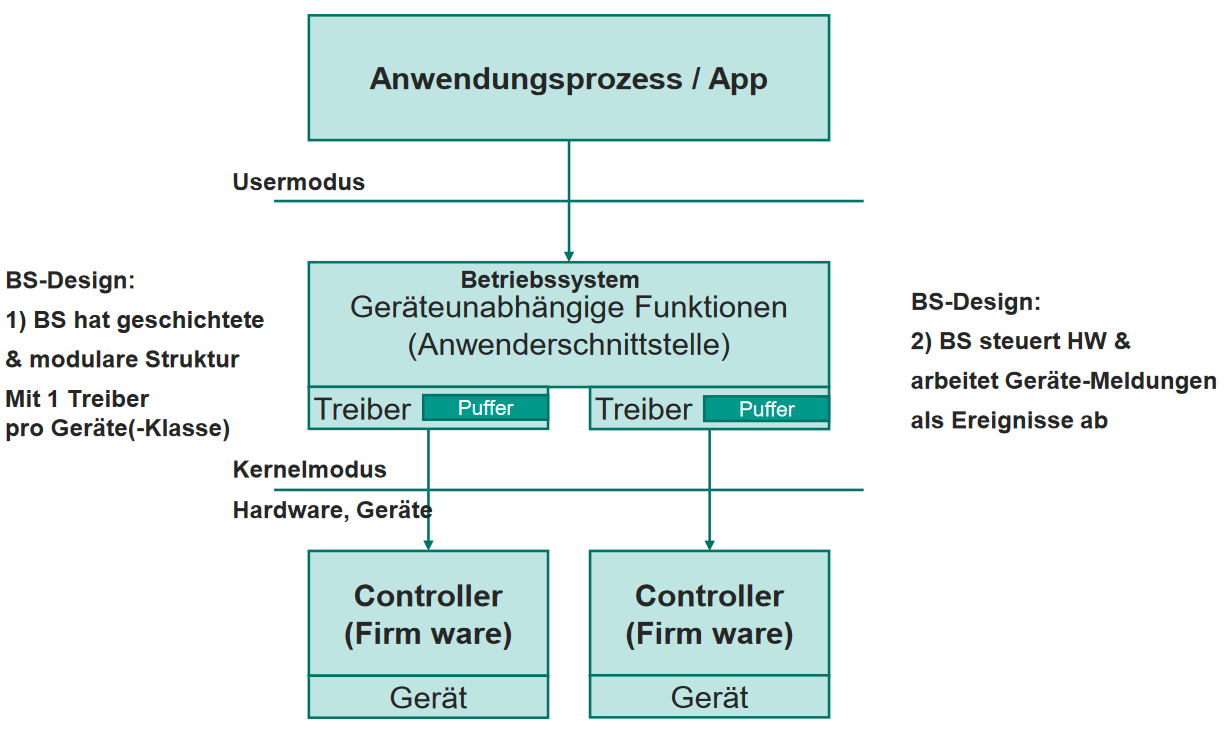 Anwendungsprozess / App
Usermodus
BS-Design:
1) BS hat geschichtete
& modulare Struktur
Mit 1 Treiber
pro Geräte(-Klasse)
Betriebssystem
Geräteunabhängige Funktionen
(Anwenderschnittstelle)
Treiber
Puffer
Treiber
Puffer
BS-Design:
2) BS steuert HW &
arbeitet Geräte-Meldungen
als Ereignisse ab
Kernelmodus
Hardware, Geräte
Controller
(Firm ware)
Gerät
Controller
(Firm ware)
Gerät